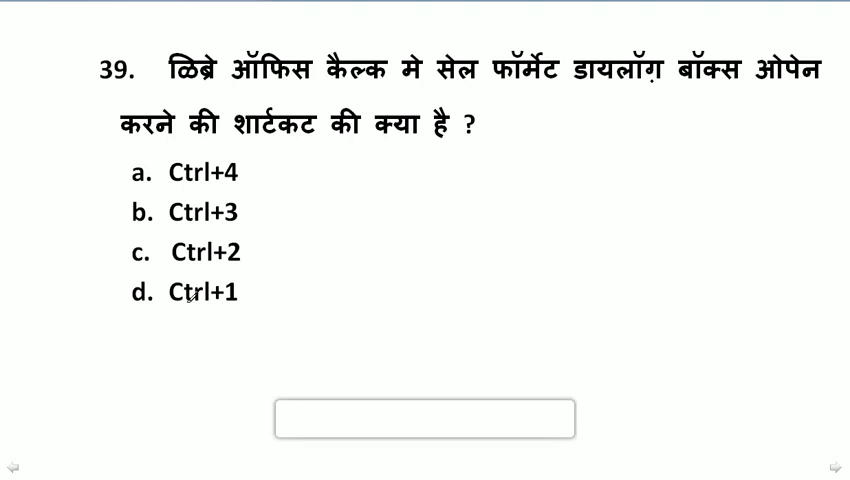 39. ळिब्रे ऑफिस कैल्क मे सेल फॉर्मेट डायलॉग़ बॉक्स ओपेन
करने की शार्टकट की क्या है ?
a. Ctrl+4
b. Ctrl+3
c. Ctrl+2
d. Ctrl+1